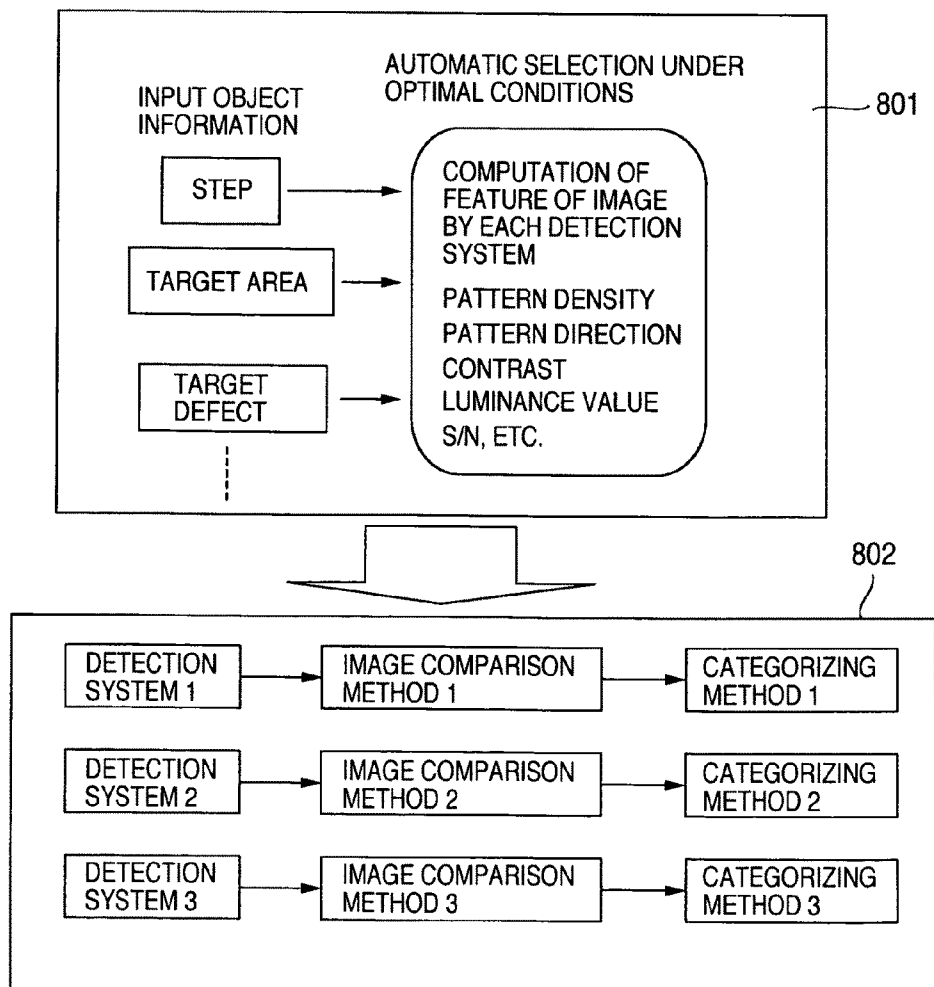 AUTOMATIC SELECTION UNDER
OPTIMAL CONDITIONS
INPUT OBJECT
INFORMATION
801
STEP
TARGET AREA
TARGET
DEFECT
COMPUTATION OF
FEATURE OF IMAGE
BY EACH DETECTION
SYSTEM
PATTERN DENSITY
PATTERN DIRECTION
CONTRAST
LUMINANCE VALUE
S/N, ETC.
802
DETECTION
SYSTEM 1
IMAGE COMPARISON
METHOD 1
CATEGORIZING
METHOD 1
DETECTION
SYSTEM 2
IMAGE COMPARISON
METHOD 2
CATEGORIZING
METHOD 2
DETECTION
SYSTEM 3
IMAGE COMPARISON
METHOD 3
CATEGORIZING
METHOD 3